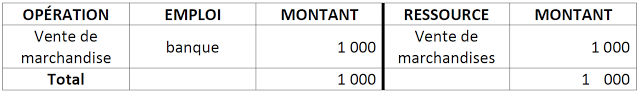 OPÉRATION EMPLOI MONTANT RESSOURCE MONTANT
Vente de marchandise banque 1 000 Vente de marchandises 1 000
Total 1 000 1 000